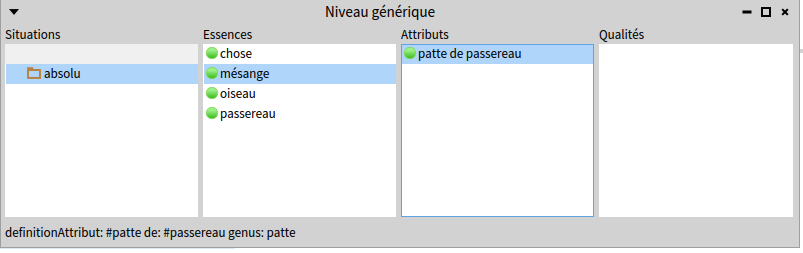 Niveau générique
Situations Essences Attributs Qualités
chose patte de passereau
absolu mésange
oiseau
passereau
definitionAttribut: #patte de: #passereau genus: patte